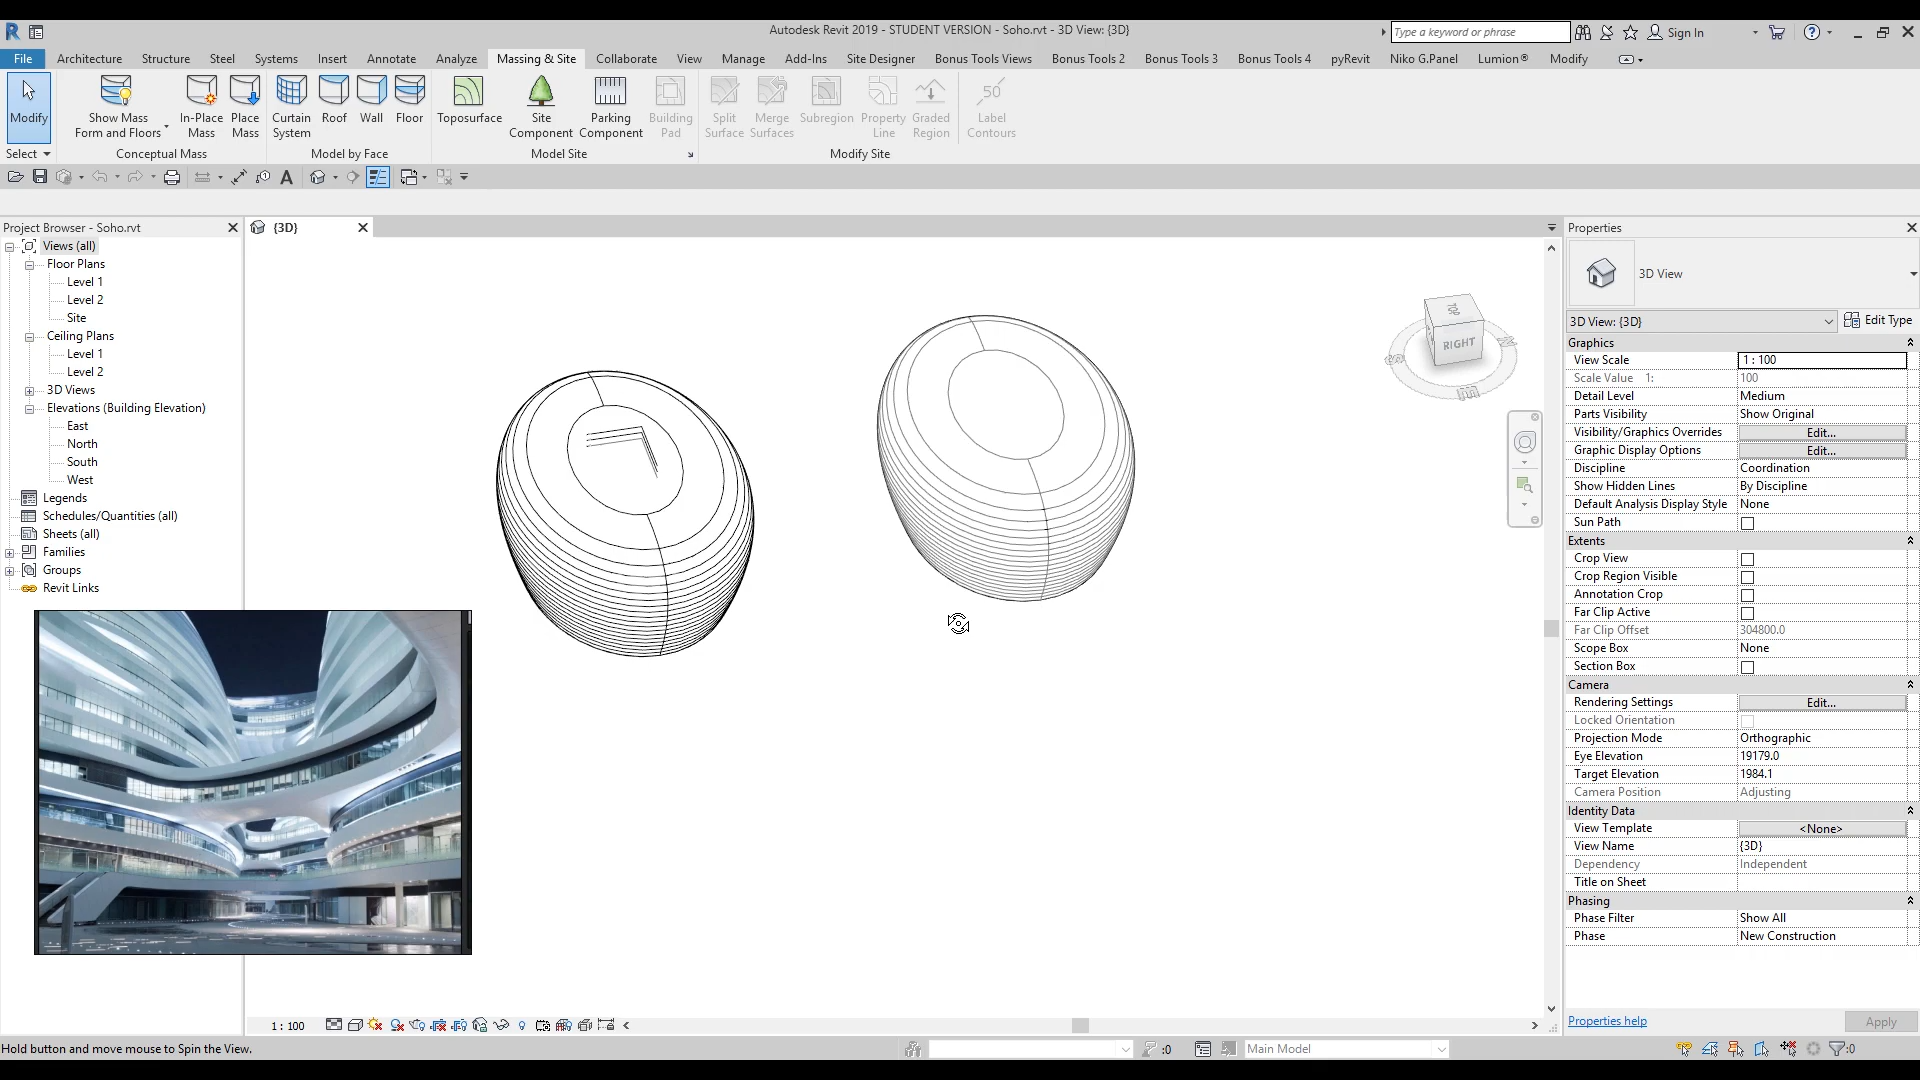 Autodesk Revit 2019 - STUDENT VERSION - Soho.rvt - 3D View: {3D}
Type a keyword or phrase
Sign In
File Architecture Structure Steel Systems Insert Annotate Analyze Massing & Site Collaborate View Manage Add-Ins Site Designer Bonus Tools Views Bonus Tools 2 Bonus Tools 3 Bonus Tools 4 pyRevit Niko G.Panel Lumion® Modify
Modify
Show Mass Form and Floors
In-Place Mass
Place Mass
Curtain System
Roof
Wall
Floor
Toposurface
Site Component
Parking Component
Building Pad
Split Surface
Merge Surfaces
Subregion
Property Line
Graded Region
50
Label Contours
Select
Conceptual Mass
Model by Face
Model Site
Modify Site
A
Project Browser - Soho.rvt
Views (all)
Floor Plans
Level 1
Level 2
Site
Ceiling Plans
Level 1
Level 2
3D Views
Elevations (Building Elevation)
East
North
South
West
Legends
Schedules/Quantities (all)
Sheets (all)
Families
Groups
Revit Links
{3D}
TOP
RIGHT
Properties
3D View
3D View: {3D}
Edit Type
Graphics
View Scale 1 : 100
Scale Value 1: 100
Detail Level Medium
Parts Visibility Show Original
Visibility/Graphics Overrides Edit...
Graphic Display Options Edit...
Discipline Coordination
Show Hidden Lines By Discipline
Default Analysis Display Style None
Sun Path
Extents
Crop View
Crop Region Visible
Annotation Crop
Far Clip Active
Far Clip Offset 304800.0
Scope Box None
Section Box
Camera
Rendering Settings Edit...
Locked Orientation
Projection Mode Orthographic
Eye Elevation 19179.0
Target Elevation 1984.1
Camera Position Adjusting
Identity Data
View Template <None>
View Name {3D}
Dependency Independent
Title on Sheet
Phasing
Phase Filter Show All
Phase New Construction
Properties help
Apply
1 : 100
Hold button and move mouse to Spin the View.
:0
Main Model
:0